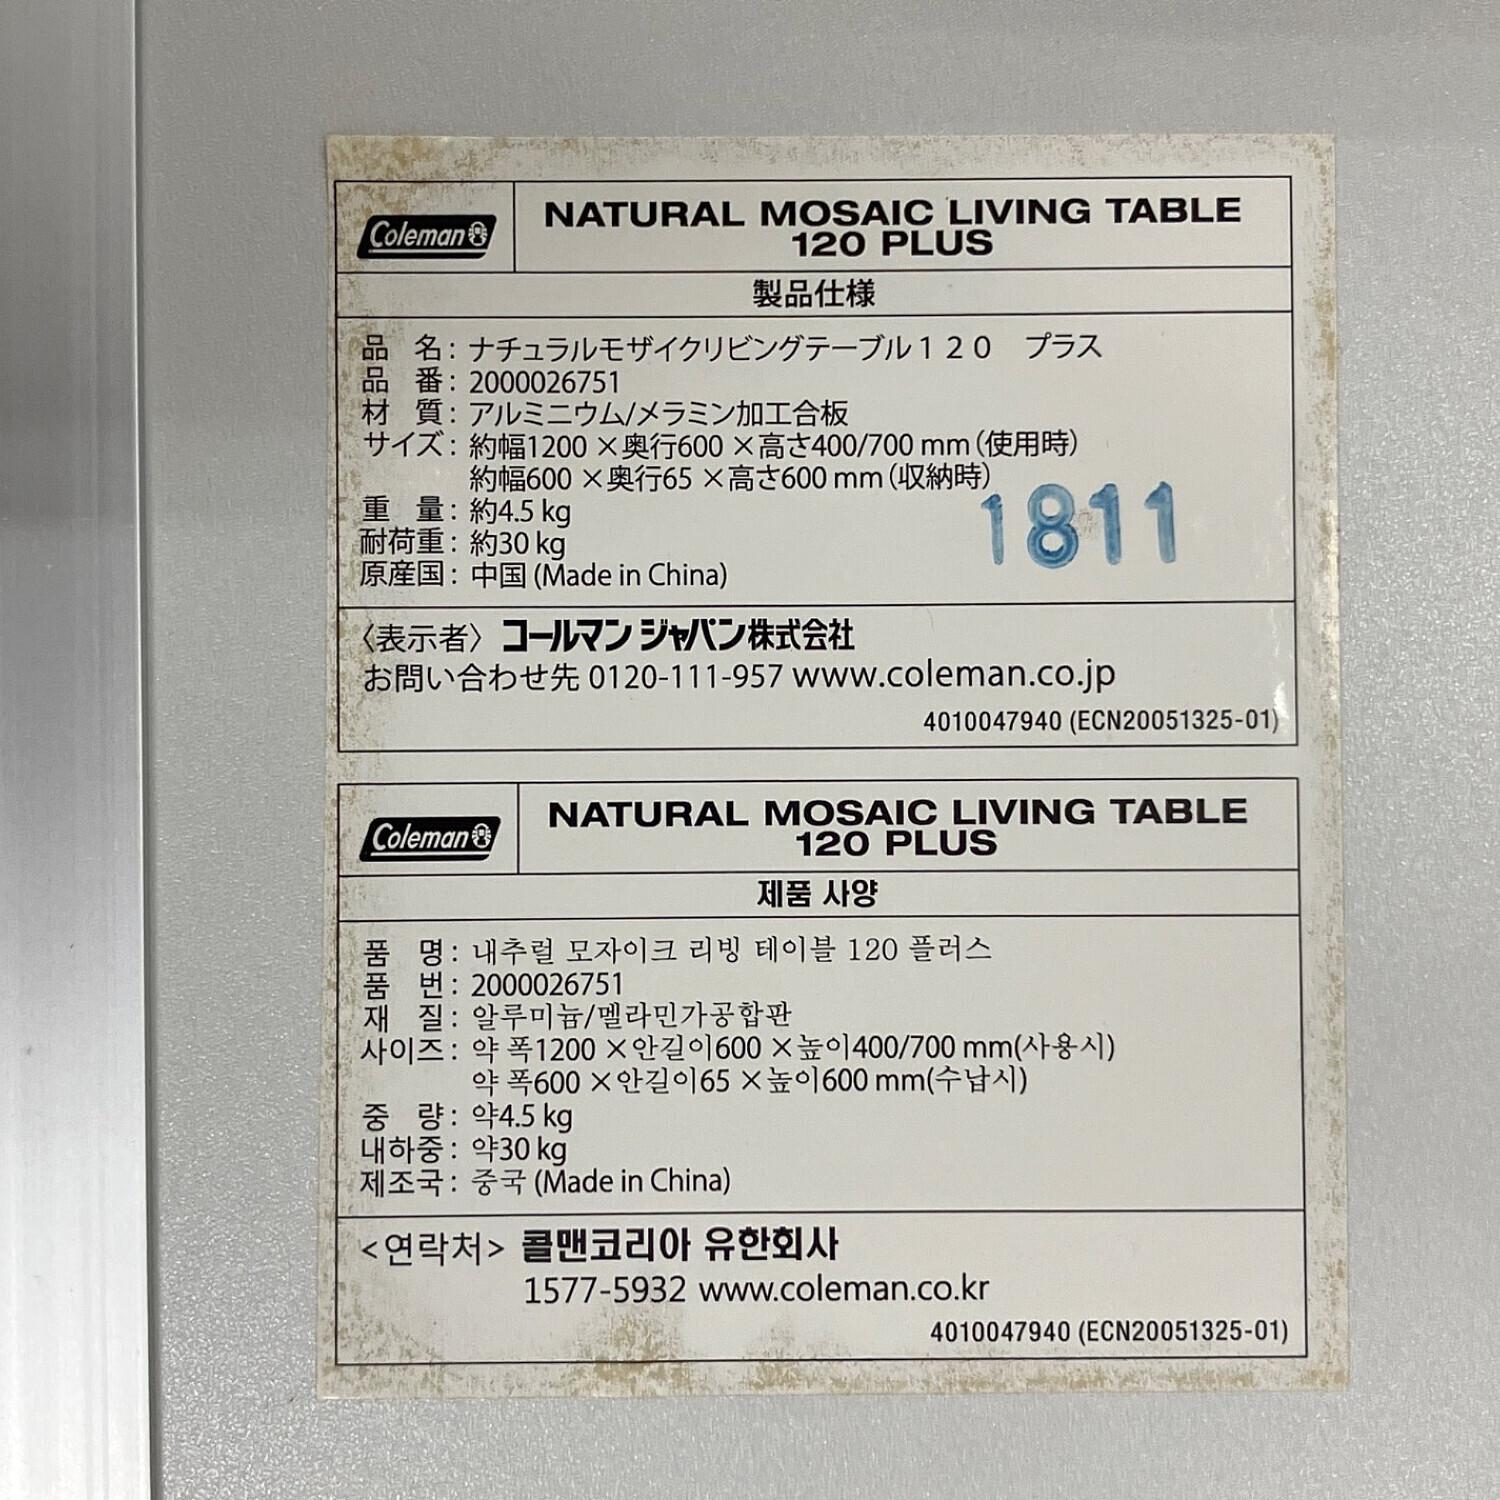 Coleman
NATURAL MOSAIC LIVING TABLE
120 PLUS
製品仕様
品 名: ナチュラルモザイクリビングテーブル120 プラス
品 番: 2000026751
材 質: アルミニウム/メラミン加工合板
サイズ: 約幅1200 ×奥行600 ×高さ400/700 mm(使用時)
約幅600 ×奥行65 ×高さ600 mm(収納時)
重 量: 約4.5 kg
耐荷重: 約30 kg
原産国: 中国 (Made in China)
1811
〈表示者〉 コールマン ジャパン株式会社
お問い合わせ先 0120-111-957 www.coleman.co.jp
4010047940 (ECN20051325-01)
Coleman
NATURAL MOSAIC LIVING TABLE
120 PLUS
제품 사양
품 명: 내추럴 모자이크 리빙 테이블 120 플러스
품 번: 2000026751
재 질: 알루미늄/멜라민가공합판
사이즈: 약 폭1200 ×안길이600 ×높이400/700 mm(사용시)
약 폭600 ×안길이65 ×높이600 mm(수납시)
중 량: 약4.5 kg
내하중: 약30 kg
제조국: 중국 (Made in China)
<연락처> 콜맨코리아 유한회사
1577-5932 www.coleman.co.kr
4010047940 (ECN20051325-01)